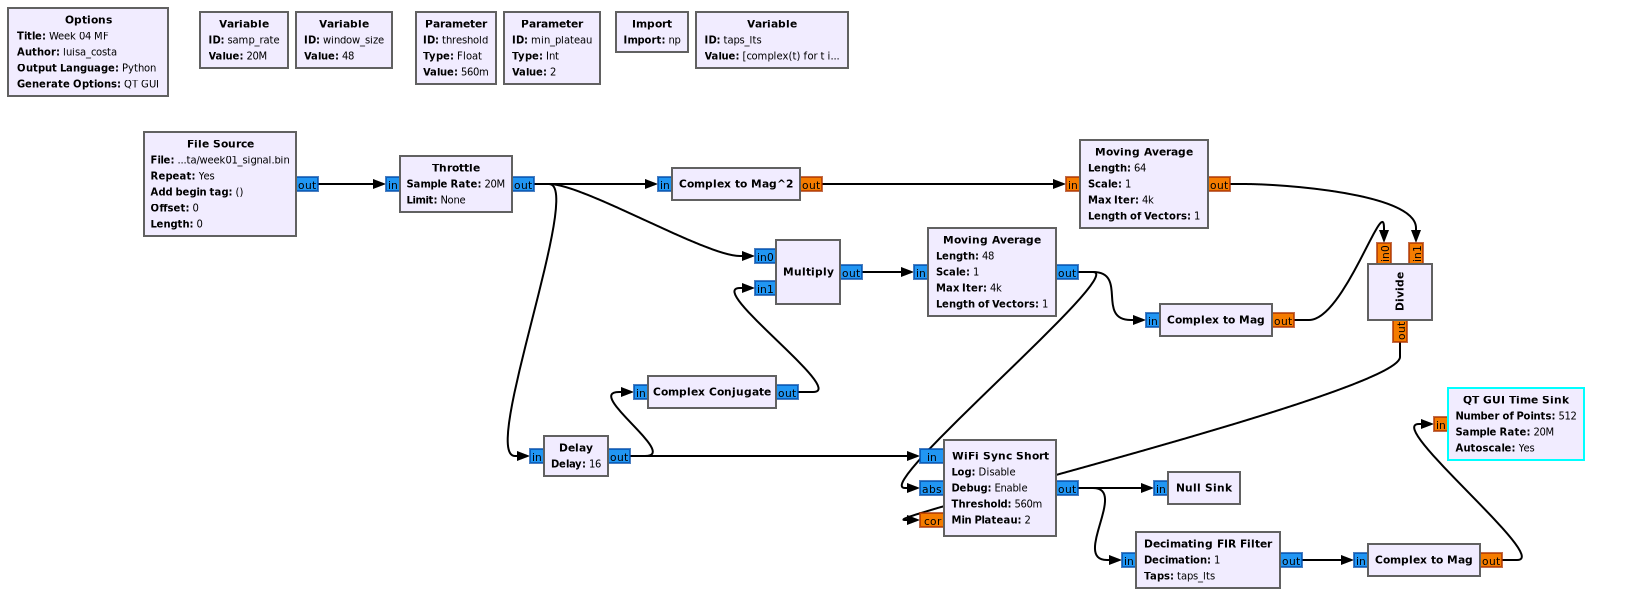 Options
Title: Week 04 MF
Author: luisa_costa
Output Language: Python
Generate Options: QT GUI
Variable
ID: samp_rate
Value: 20M
Variable
ID: window_size
Value: 48
Parameter
ID: threshold
Type: Float
Value: 560m
Parameter
ID: min_plateau
Type: Int
Value: 2
Import
Import: np
Variable
ID: taps_lts
Value: [complex(t) for t i...
File Source
File: ...ta/week01_signal.bin
Repeat: Yes
Add begin tag: ()
Offset: 0
Length: 0
out
in
Throttle
Sample Rate: 20M
Limit: None
out
in
Complex to Mag^2
out
in
Moving Average
Length: 64
Scale: 1
Max Iter: 4k
Length of Vectors: 1
out
in0
in1
Multiply
out
in
Moving Average
Length: 48
Scale: 1
Max Iter: 4k
Length of Vectors: 1
out
in
Complex to Mag
out
in0
in1
Divide
out
in
Complex Conjugate
out
in
Delay
Delay: 16
out
in
abs
cor
WiFi Sync Short
Log: Disable
Debug: Enable
Threshold: 560m
Min Plateau: 2
out
in
Null Sink
in
Decimating FIR Filter
Decimation: 1
Taps: taps_lts
out
in
Complex to Mag
out
in
QT GUI Time Sink
Number of Points: 512
Sample Rate: 20M
Autoscale: Yes